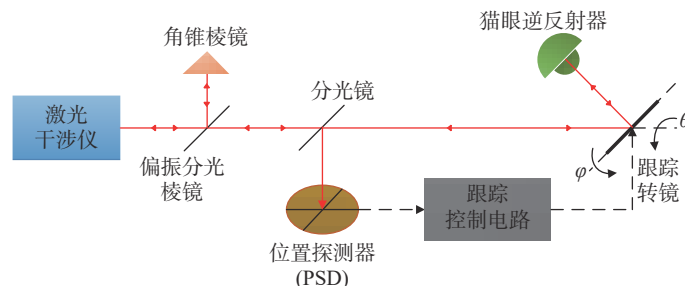 猫眼逆反射器
角锥棱镜
分光镜
激光
干涉仪
θ
偏振分光
棱镜
φ
跟踪
转镜
跟踪
控制电路
位置探测器
(PSD)